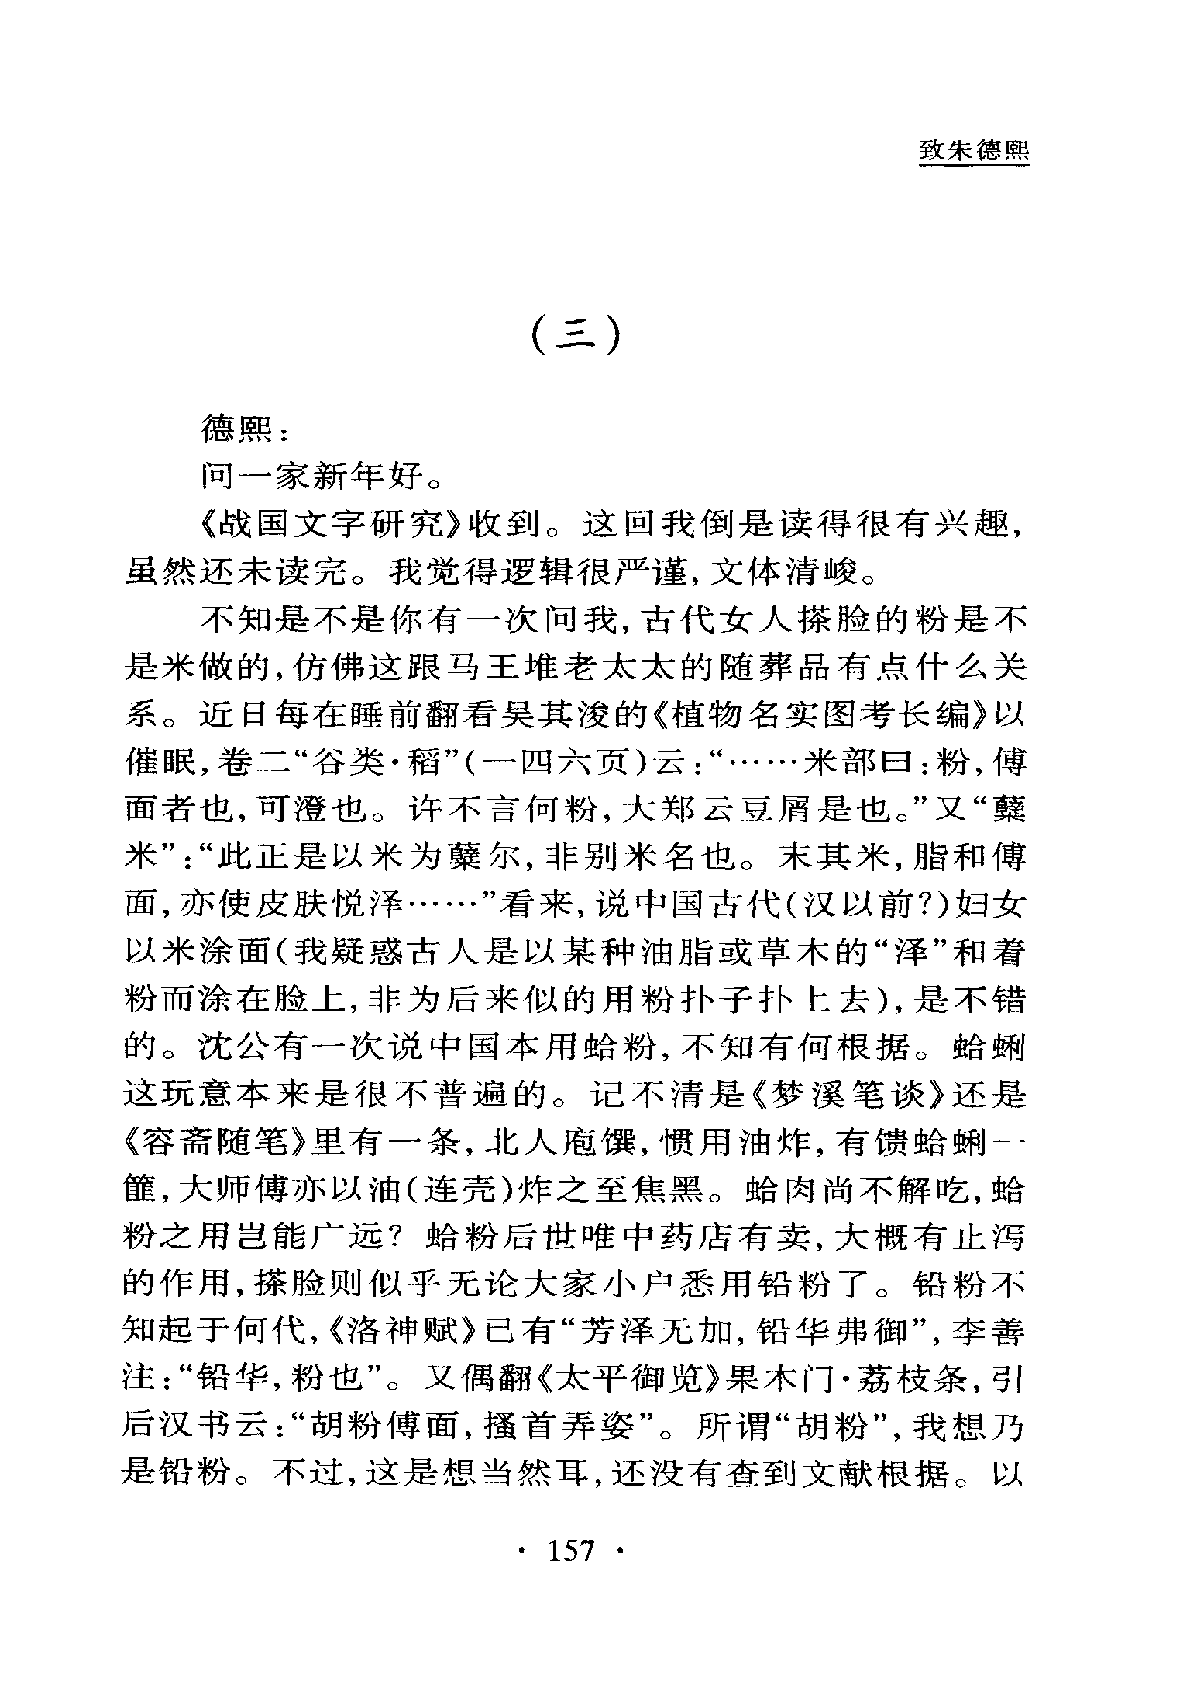 致朱德熙
(三)
德熙：
问一家新年好。
《战国文字研究》收到。这回我倒是读得很有兴趣，
虽然还未读完。我觉得逻辑很严谨，文体清峻。
不知是不是你有一次问我，古代女人搽脸的粉是不
是米做的，仿佛这跟马王堆老太太的随葬品有点什么关
系。近日每在睡前翻看吴其浚的《植物名实图考长编》以
催眠，卷二“谷类·稻”(一四六页)云：“……米部曰：粉，傅
面者也，可澄也。许不言何粉，大郑云豆屑是也。”又“糵
米”：“此正是以米为糵尔，非别米名也。末其米，脂和傅
面，亦使皮肤悦泽……”看来，说中国古代(汉以前?)妇女
以米涂面(我疑惑古人是以某种油脂或草木的“泽”和着
粉而涂在脸上，非为后来似的用粉扑子扑上去)，是不错
的。沈公有一次说中国本用蛤粉，不知有何根据。蛤蜊
这玩意本来是很不普遍的。记不清是《梦溪笔谈》还是
《容斋随笔》里有一条，北人庖馔，惯用油炸，有馈蛤蜊一
篚，大师傅亦以油(连壳)炸之至焦黑。蛤肉尚不解吃，蛤
粉之用岂能广远？蛤粉后世唯中药店有卖，大概有止泻
的作用，搽脸则似乎无论大家小户悉用铅粉了。铅粉不
知起于何代，《洛神赋》已有“芳泽无加，铅华弗御”，李善
注：“铅华，粉也”。又偶翻《太平御览》果木门·荔枝条，引
后汉书云：“胡粉傅面，搔首弄姿”。所谓“胡粉”，我想乃
是铅粉。不过，这是想当然耳，还没有查到文献根据。以
· 157 ·